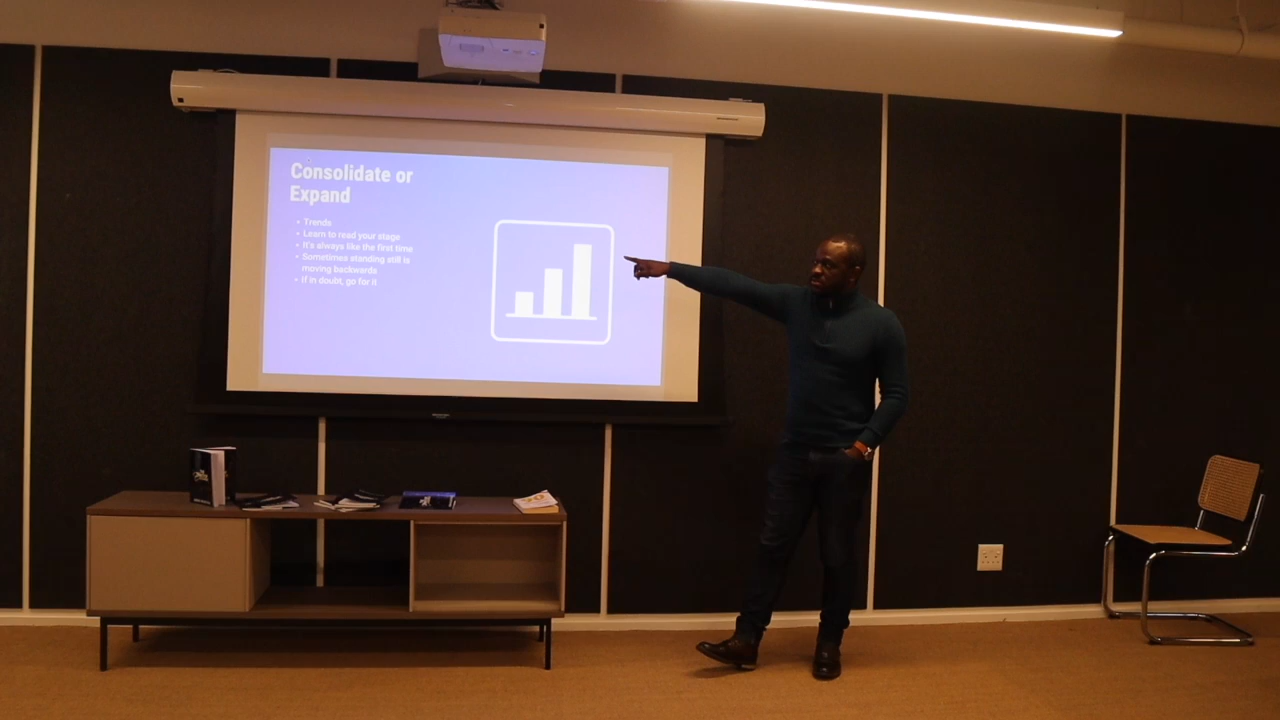 Consolidate or
Expand
• Trends
• Learn to read your stage
• It's always like the first time
• Sometimes standing still is
moving backwards
• If in doubt, go for it